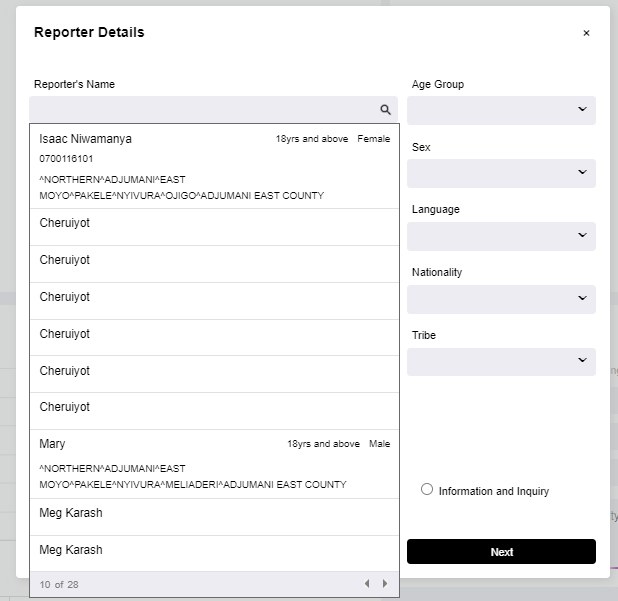 Reporter Details
×
Reporter's Name
Isaac Niwamanya 18yrs and above Female
0700116101
^NORTHERN^ADJUMANI^EAST
MOYO^PAKELE^NYIVURA^OJIGO^ADJUMANI EAST COUNTY
Cheruiyot
Cheruiyot
Cheruiyot
Cheruiyot
Cheruiyot
Cheruiyot
Mary 18yrs and above Male
^NORTHERN^ADJUMANI^EAST
MOYO^PAKELE^NYIVURA^MELIADERI^ADJUMANI EAST COUNTY
Meg Karash
Meg Karash
10 of 28
Age Group
Sex
Language
Nationality
Tribe
Information and Inquiry
Next